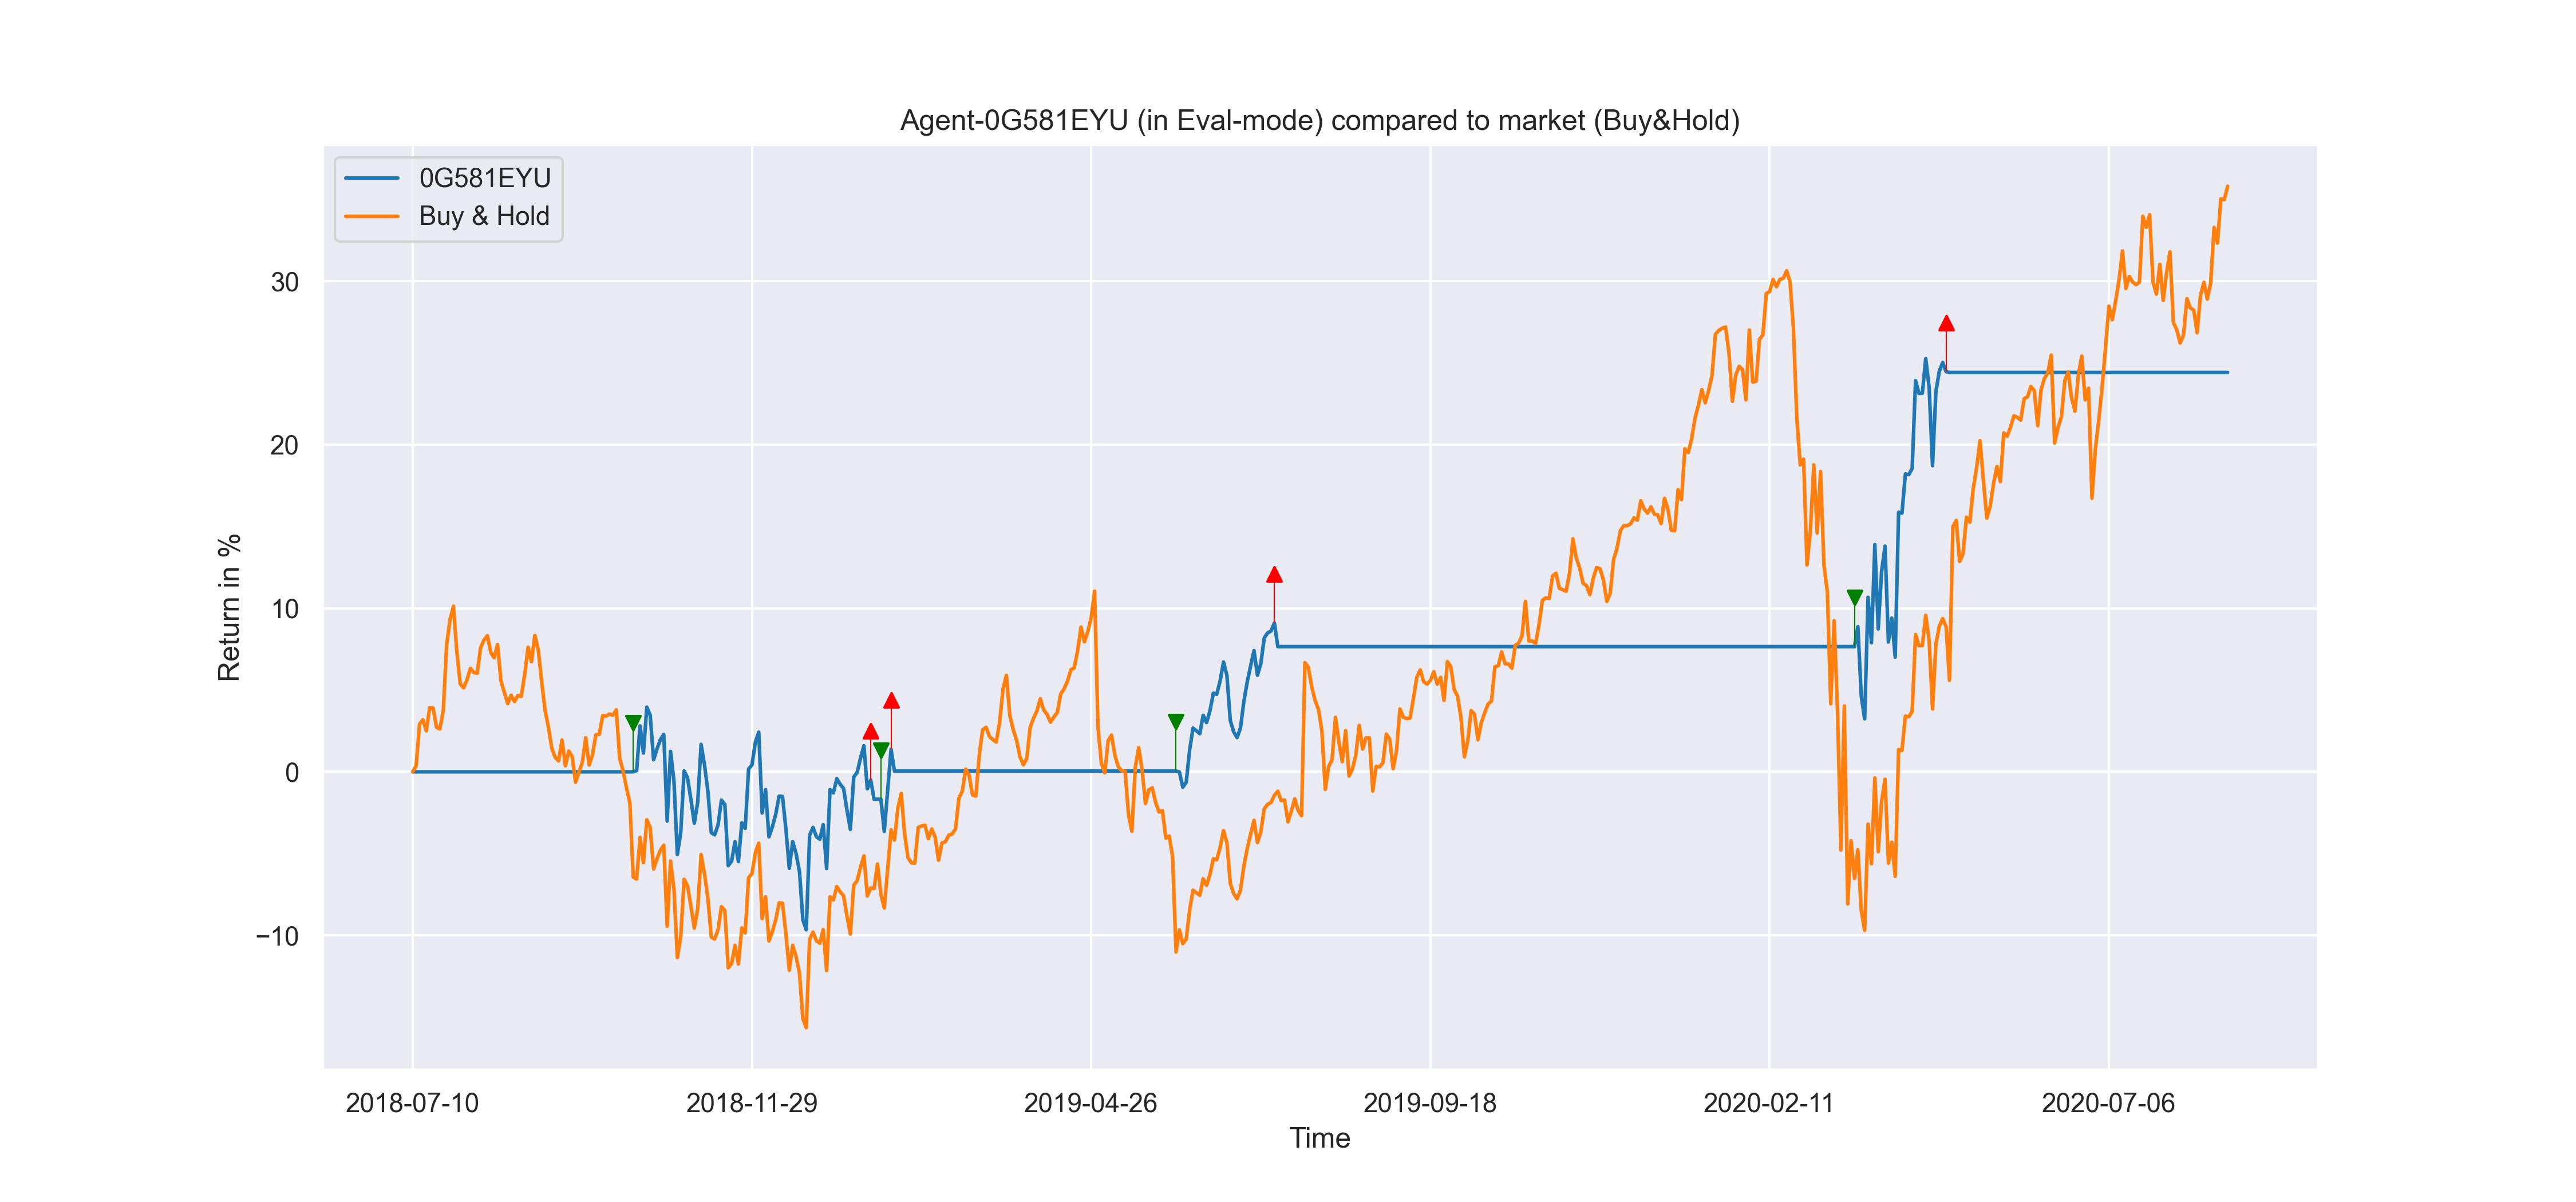 Agent-0G581EYU (in Eval-mode) compared to market (Buy&Hold)
0G581EYU
Buy & Hold
30
20
10
0
−10
Return in %
2018-07-10 2018-11-29 2019-04-26 2019-09-18 2020-02-11 2020-07-06
Time